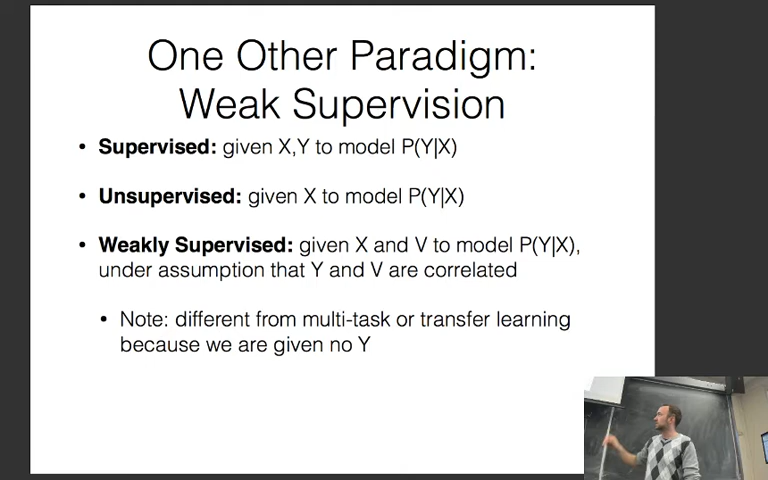 One Other Paradigm:
Weak Supervision
• Supervised: given X,Y to model P(Y|X)
• Unsupervised: given X to model P(Y|X)
• Weakly Supervised: given X and V to model P(Y|X),
under assumption that Y and V are correlated
• Note: different from multi-task or transfer learning
because we are given no Y